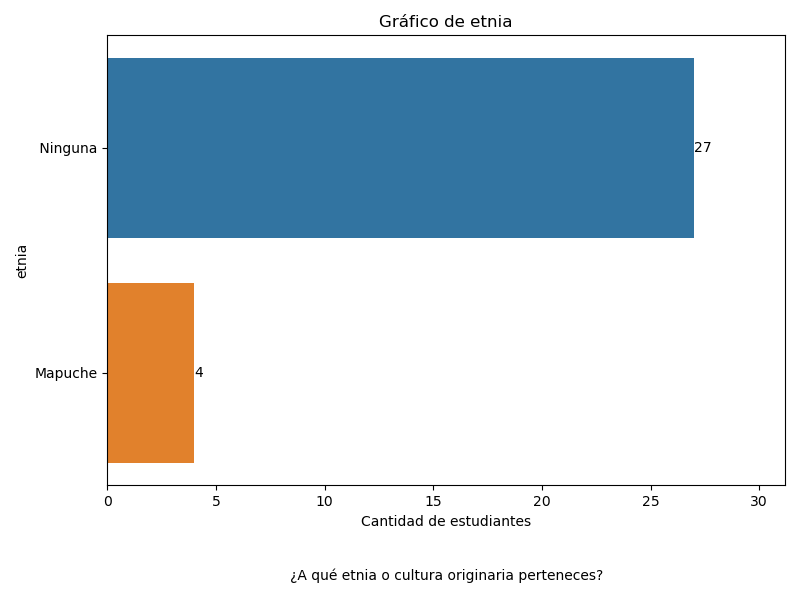 Gráfico de etnia
Ninguna
27
etnia
Mapuche
4
0 5 10 15 20 25 30
Cantidad de estudiantes
¿A qué etnia o cultura originaria perteneces?